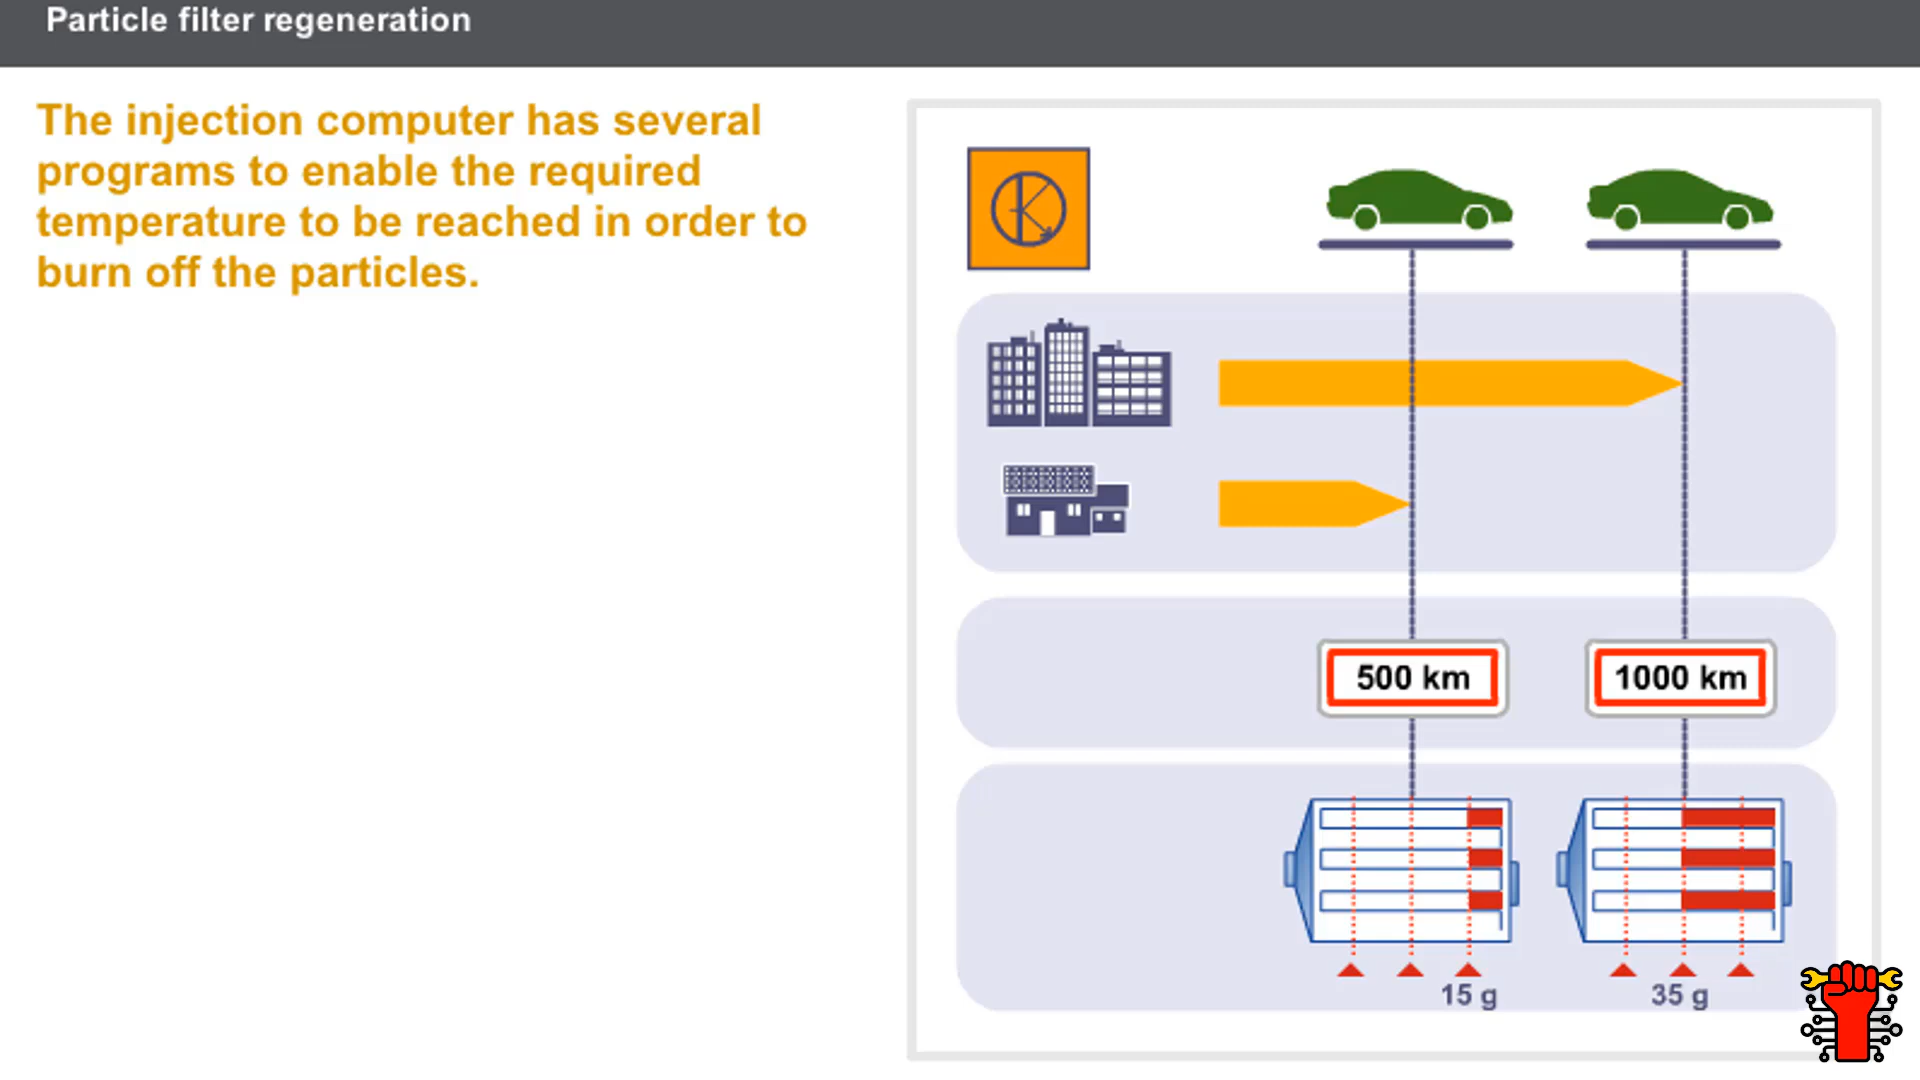 Particle filter regeneration
The injection computer has several
programs to enable the required
temperature to be reached in order to
burn off the particles.
500 km
1000 km
15 g
35 g